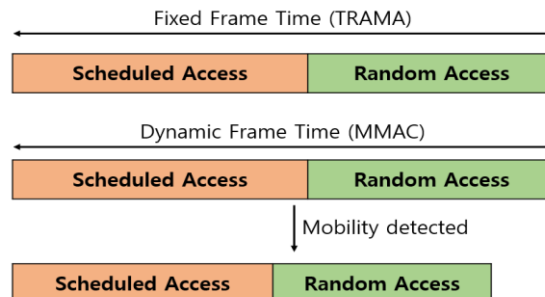 Fixed Frame Time (TRAMA)
Scheduled Access Random Access
Dynamic Frame Time (MMAC)
Scheduled Access Random Access
Mobility detected
Scheduled Access Random Access